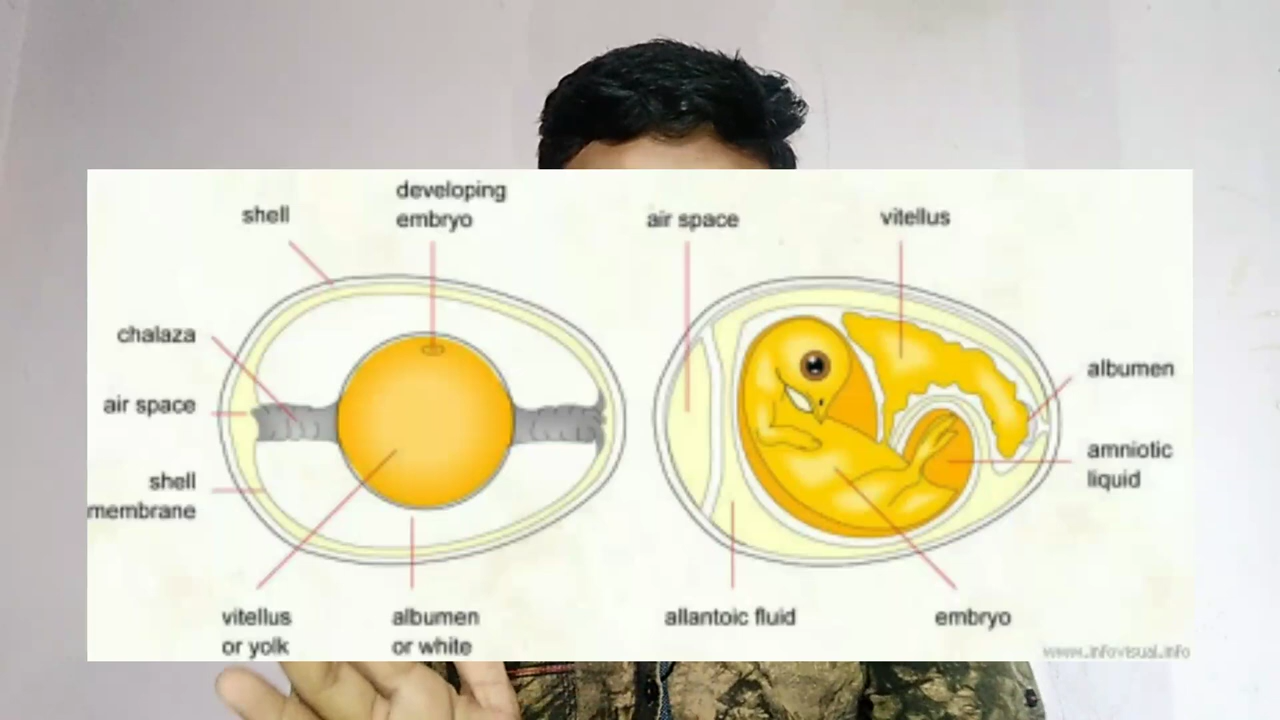 developing
embryo
shell
chalaza
air space
shell
membrane
vitellus
or yolk
albumen
or white
air space
vitellus
albumen
amniotic
liquid
allantoic fluid
embryo
www.infovisual.info